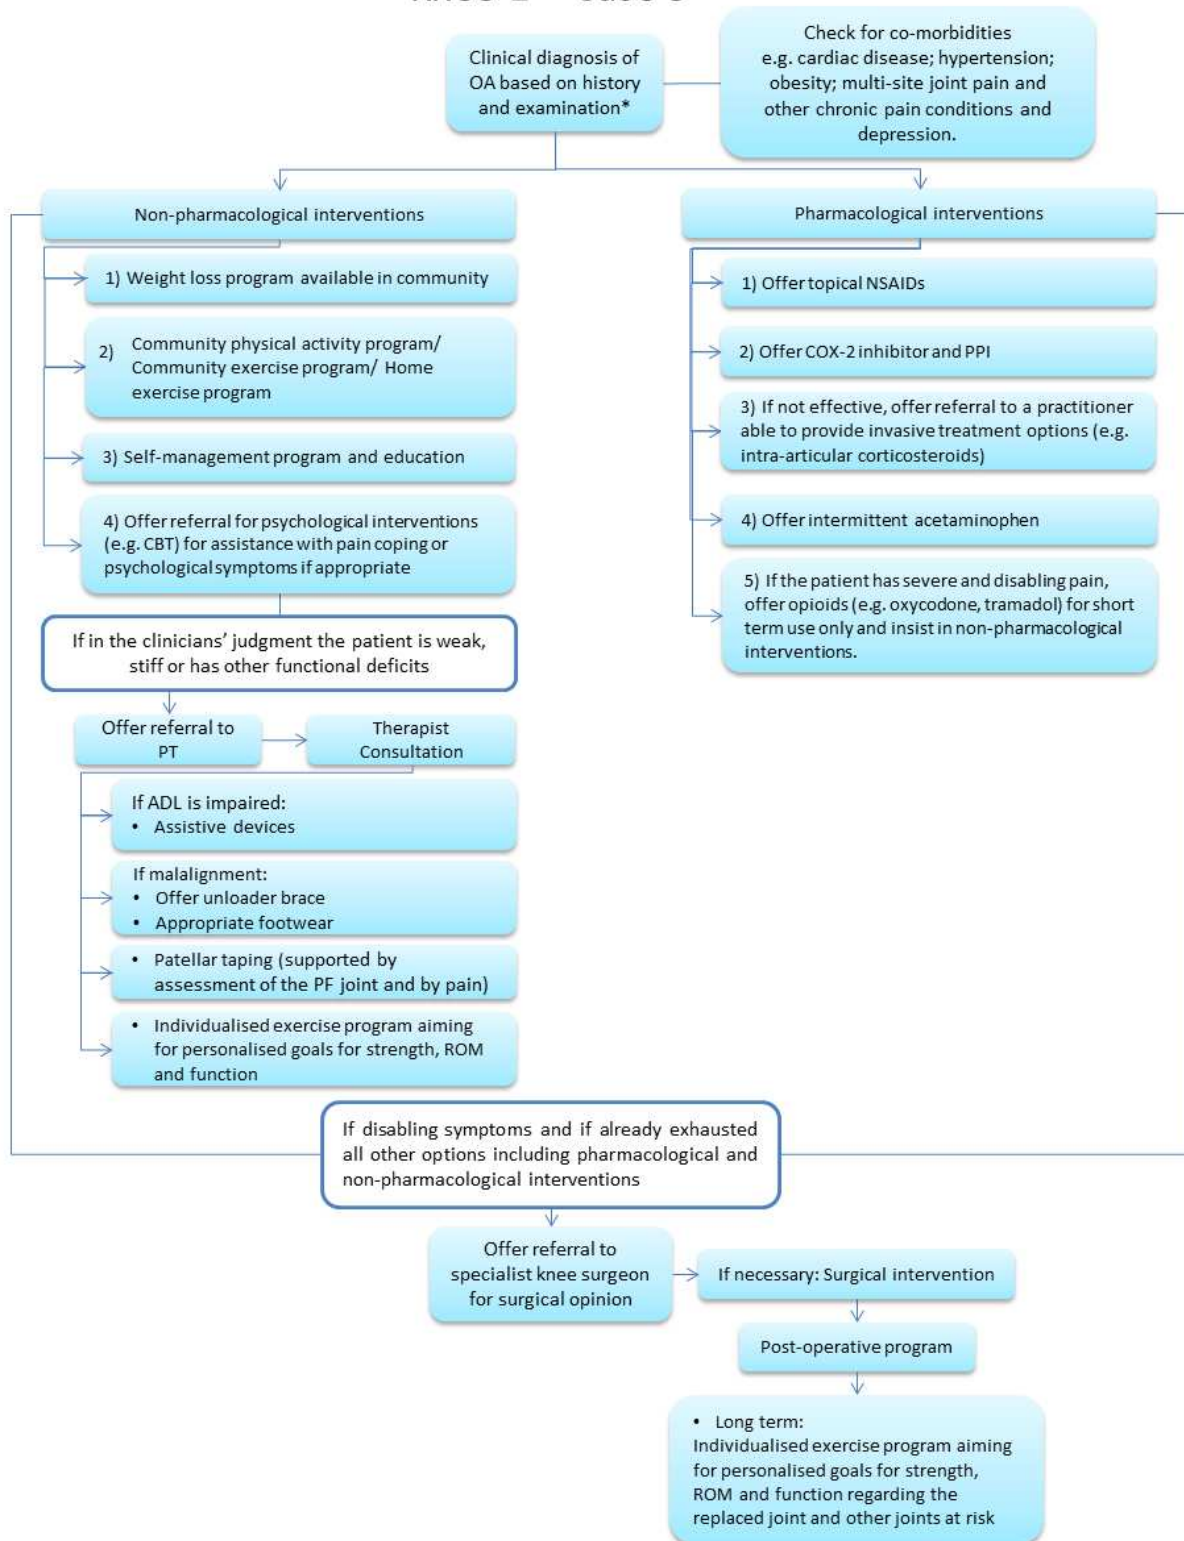 Clinical diagnosis of
OA based on history
and examination*
Check for co-morbidities
e.g. cardiac disease; hypertension;
obesity; multi-site joint pain and
other chronic pain conditions and
depression.
Non-pharmacological interventions
1) Weight loss program available in community
2) Community physical activity program/
Community exercise program/ Home
exercise program
3) Self-management program and education
4) Offer referral for psychological interventions
(e.g. CBT) for assistance with pain coping or
psychological symptoms if appropriate
If in the clinicians’ judgment the patient is weak,
stiff or has other functional deficits
Offer referral to
PT
Therapist
Consultation
If ADL is impaired:
• Assistive devices
If malalignment:
• Offer unloader brace
• Appropriate footwear
• Patellar taping (supported by
assessment of the PF joint and by pain)
• Individualised exercise program aiming
for personalised goals for strength, ROM
and function
Pharmacological interventions
1) Offer topical NSAIDs
2) Offer COX-2 inhibitor and PPI
3) If not effective, offer referral to a practitioner
able to provide invasive treatment options (e.g.
intra-articular corticosteroids)
4) Offer intermittent acetaminophen
5) If the patient has severe and disabling pain,
offer opioids (e.g. oxycodone, tramadol) for short
term use only and insist in non-pharmacological
interventions.
If disabling symptoms and if already exhausted
all other options including pharmacological and
non-pharmacological interventions
Offer referral to
specialist knee surgeon
for surgical opinion
If necessary: Surgical intervention
Post-operative program
• Long term:
Individualised exercise program aiming
for personalised goals for strength,
ROM and function regarding the
replaced joint and other joints at risk